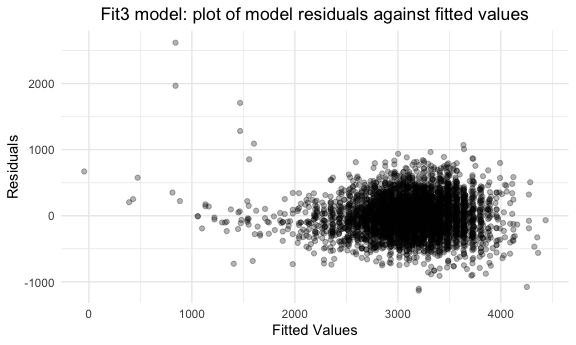 Fit3 model: plot of model residuals against fitted values
2000
1000
0
-1000
Residuals
0 1000 2000 3000 4000
Fitted Values